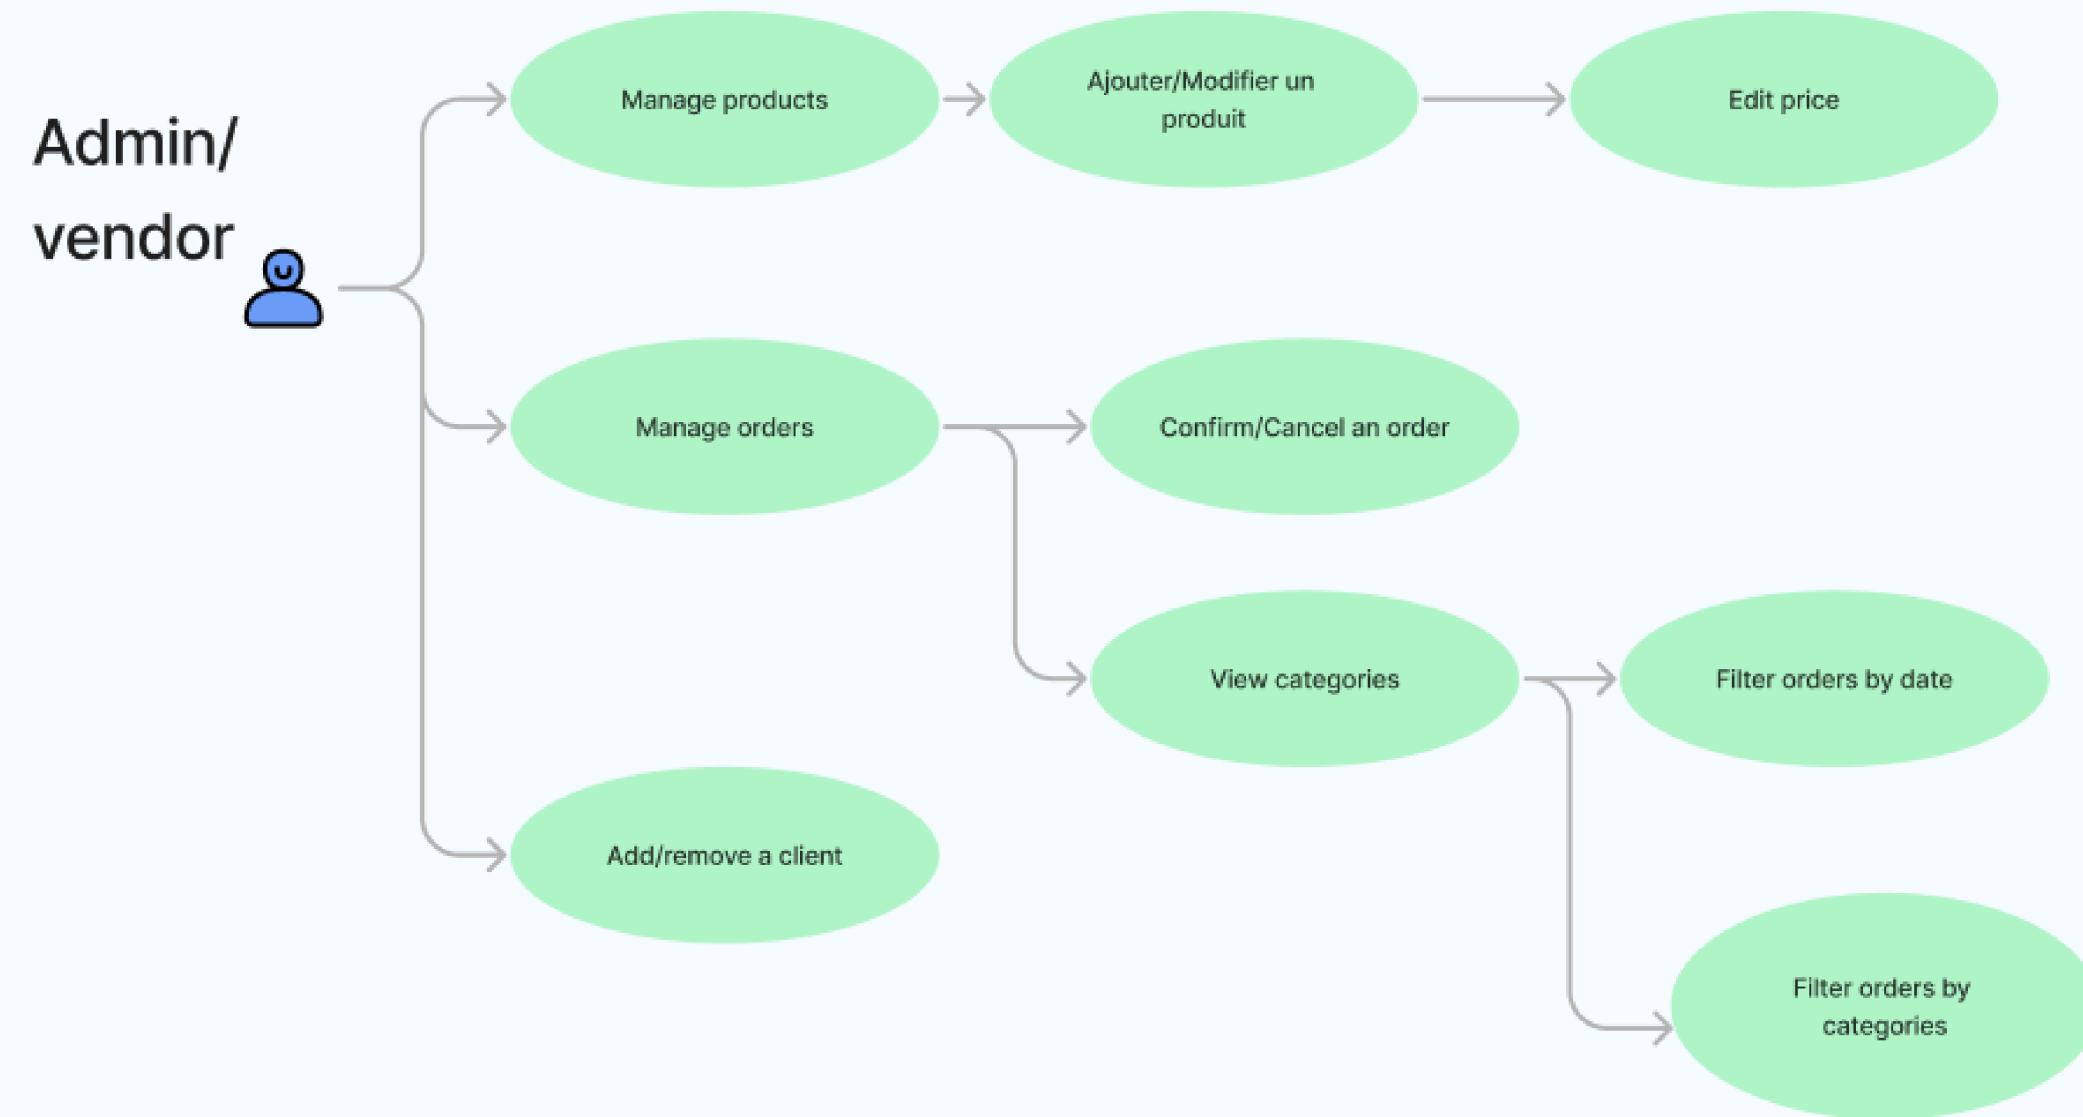 Admin/
vendor
Manage products
Ajouter/Modifier un
produit
Edit price
Manage orders
Confirm/Cancel an order
View categories
Filter orders by date
Add/remove a client
Filter orders by
categories